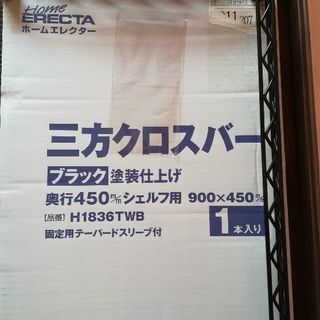 Home
ERECTA
ホームエレクター
三方クロスバー
ブラック 塗装仕上げ
奥行450m/m シェルフ用 900×450m/m
[品番] H1836TWB
固定用テーパードスリーブ付
1
本入り